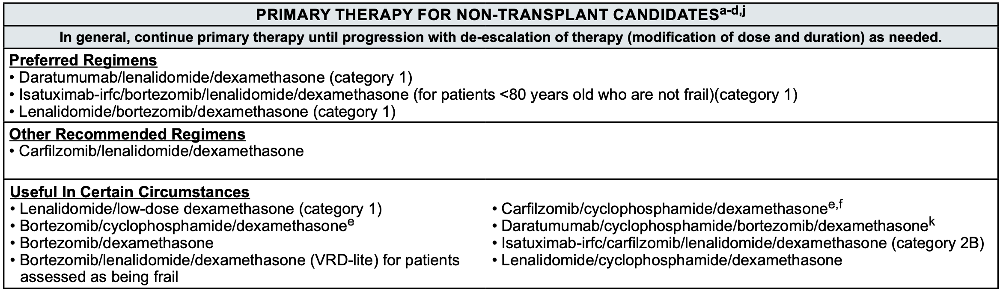 PRIMARY THERAPY FOR NON-TRANSPLANT CANDIDATESa-d,j
In general, continue primary therapy until progression with de-escalation of therapy (modification of dose and duration) as needed.
Preferred Regimens
• Daratumumab/lenalidomide/dexamethasone (category 1)
• Isatuximab-irfc/bortezomib/lenalidomide/dexamethasone (for patients <80 years old who are not frail)(category 1)
• Lenalidomide/bortezomib/dexamethasone (category 1)
Other Recommended Regimens
• Carfilzomib/lenalidomide/dexamethasone
Useful In Certain Circumstances
• Lenalidomide/low-dose dexamethasone (category 1)
• Bortezomib/cyclophosphamide/dexamethasonee
• Bortezomib/dexamethasone
• Bortezomib/lenalidomide/dexamethasone (VRD-lite) for patients
assessed as being frail
• Carfilzomib/cyclophosphamide/dexamethasonee,f
• Daratumumab/cyclophosphamide/bortezomib/dexamethasonek
• Isatuximab-irfc/carfilzomib/lenalidomide/dexamethasone (category 2B)
• Lenalidomide/cyclophosphamide/dexamethasone